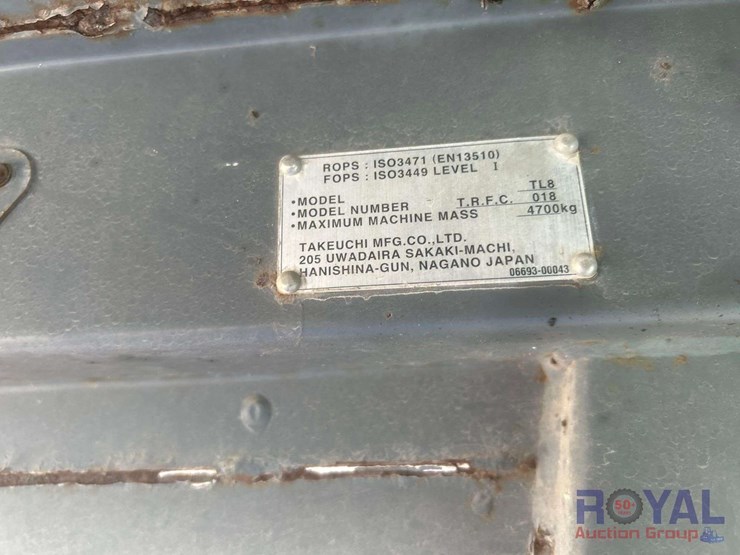 ROPS : ISO3471 (EN13510)
FOPS : ISO3449 LEVEL I
•MODEL TL8
•MODEL NUMBER T.R.F.C. 018
•MAXIMUM MACHINE MASS 4700kg
TAKEUCHI MFG.CO.,LTD.
205 UWADAIRA SAKAKI-MACHI,
HANISHINA-GUN, NAGANO JAPAN
06693-00043
ROYAL
50
Auction Group